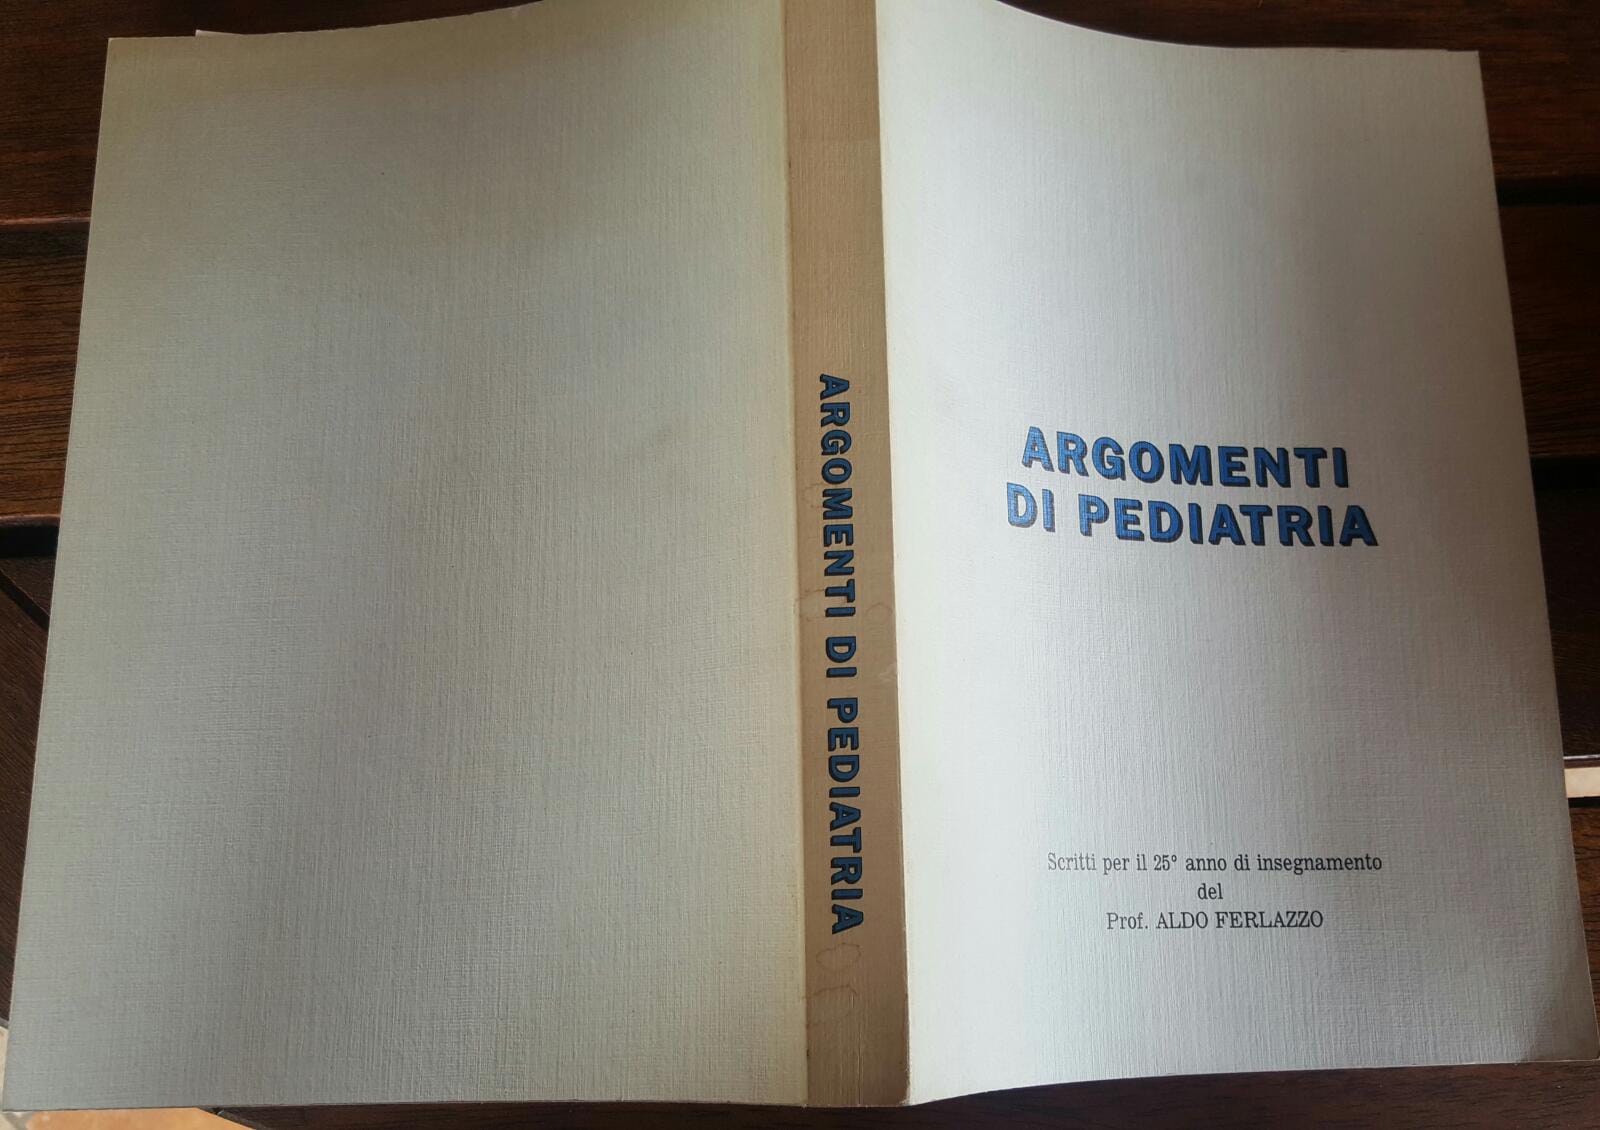 ARGOMENTI DI PEDIATRIA
ARGOMENTI
DI PEDIATRIA
Scritti per il 25° anno di insegnamento
del
Prof. ALDO FERLAZZO